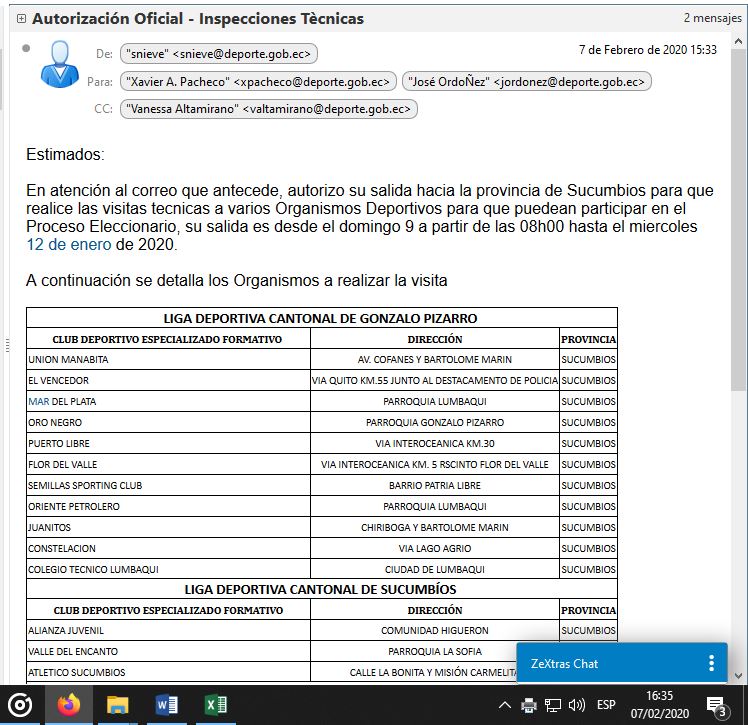 Autorización Oficial - Inspecciones Tècnicas
2 mensajes
De: "snieve" <snieve@deporte.gob.ec>
7 de Febrero de 2020 15:33
Para: "Xavier A. Pacheco" <xpacheco@deporte.gob.ec> "José OrdoÑez" <jordonez@deporte.gob.ec>
CC: "Vanessa Altamirano" <valtamirano@deporte.gob.ec>
Estimados:
En atención al correo que antecede, autorizo su salida hacia la provincia de Sucumbios para que
realice las visitas tecnicas a varios Organismos Deportivos para que puedean participar en el
Proceso Eleccionario, su salida es desde el domingo 9 a partir de las 08h00 hasta el miercoles
12 de enero de 2020.
A continuación se detalla los Organismos a realizar la visita
LIGA DEPORTIVA CANTONAL DE GONZALO PIZARRO
CLUB DEPORTIVO ESPECIALIZADO FORMATIVO DIRECCIÓN PROVINCIA
UNION MANABITA AV. COFANES Y BARTOLOME MARIN SUCUMBIOS
EL VENCEDOR VIA QUITO KM.55 JUNTO AL DESTACAMENTO DE POLICIA SUCUMBIOS
MAR DEL PLATA PARROQUIA LUMBAQUI SUCUMBIOS
ORO NEGRO PARROQUIA GONZALO PIZARRO SUCUMBIOS
PUERTO LIBRE VIA INTEROCEANICA KM.30 SUCUMBIOS
FLOR DEL VALLE VIA INTEROCEANICA KM. 5 RSCINTO FLOR DEL VALLE SUCUMBIOS
SEMILLAS SPORTING CLUB BARRIO PATRIA LIBRE SUCUMBIOS
ORIENTE PETROLERO PARROQUIA LUMBAQUI SUCUMBIOS
JUANITOS CHIRIBOGA Y BARTOLOME MARIN SUCUMBIOS
CONSTELACION VIA LAGO AGRIO SUCUMBIOS
COLEGIO TECNICO LUMBAQUI CIUDAD DE LUMBAQUI SUCUMBIOS
LIGA DEPORTIVA CANTONAL DE SUCUMBÍOS
CLUB DEPORTIVO ESPECIALIZADO FORMATIVO DIRECCIÓN PROVINCIA
ALIANZA JUVENIL COMUNIDAD HIGUERON SUCUMBIOS
VALLE DEL ENCANTO PARROQUIA LA SOFIA
ATLETICO SUCUMBIOS CALLE LA BONITA Y MISIÓN CARMELITA
ZeXtras Chat
ESP
16:35
07/02/2020
3